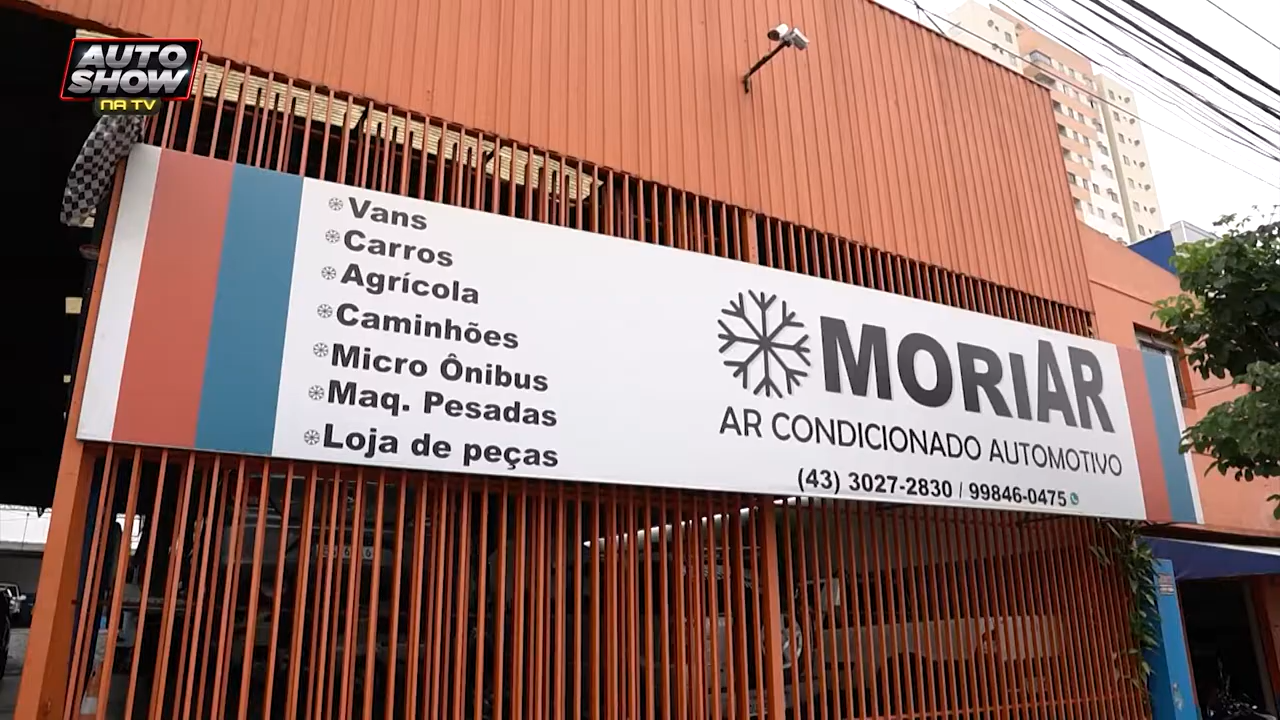 AUTO
SHOW
NA TV
Vans
Carros
Agrícola
Caminhões
Micro Ônibus
Maq. Pesadas
Loja de peças
MORIAR
AR CONDICIONADO AUTOMOTIVO
(43) 3027-2830 / 99846-0475